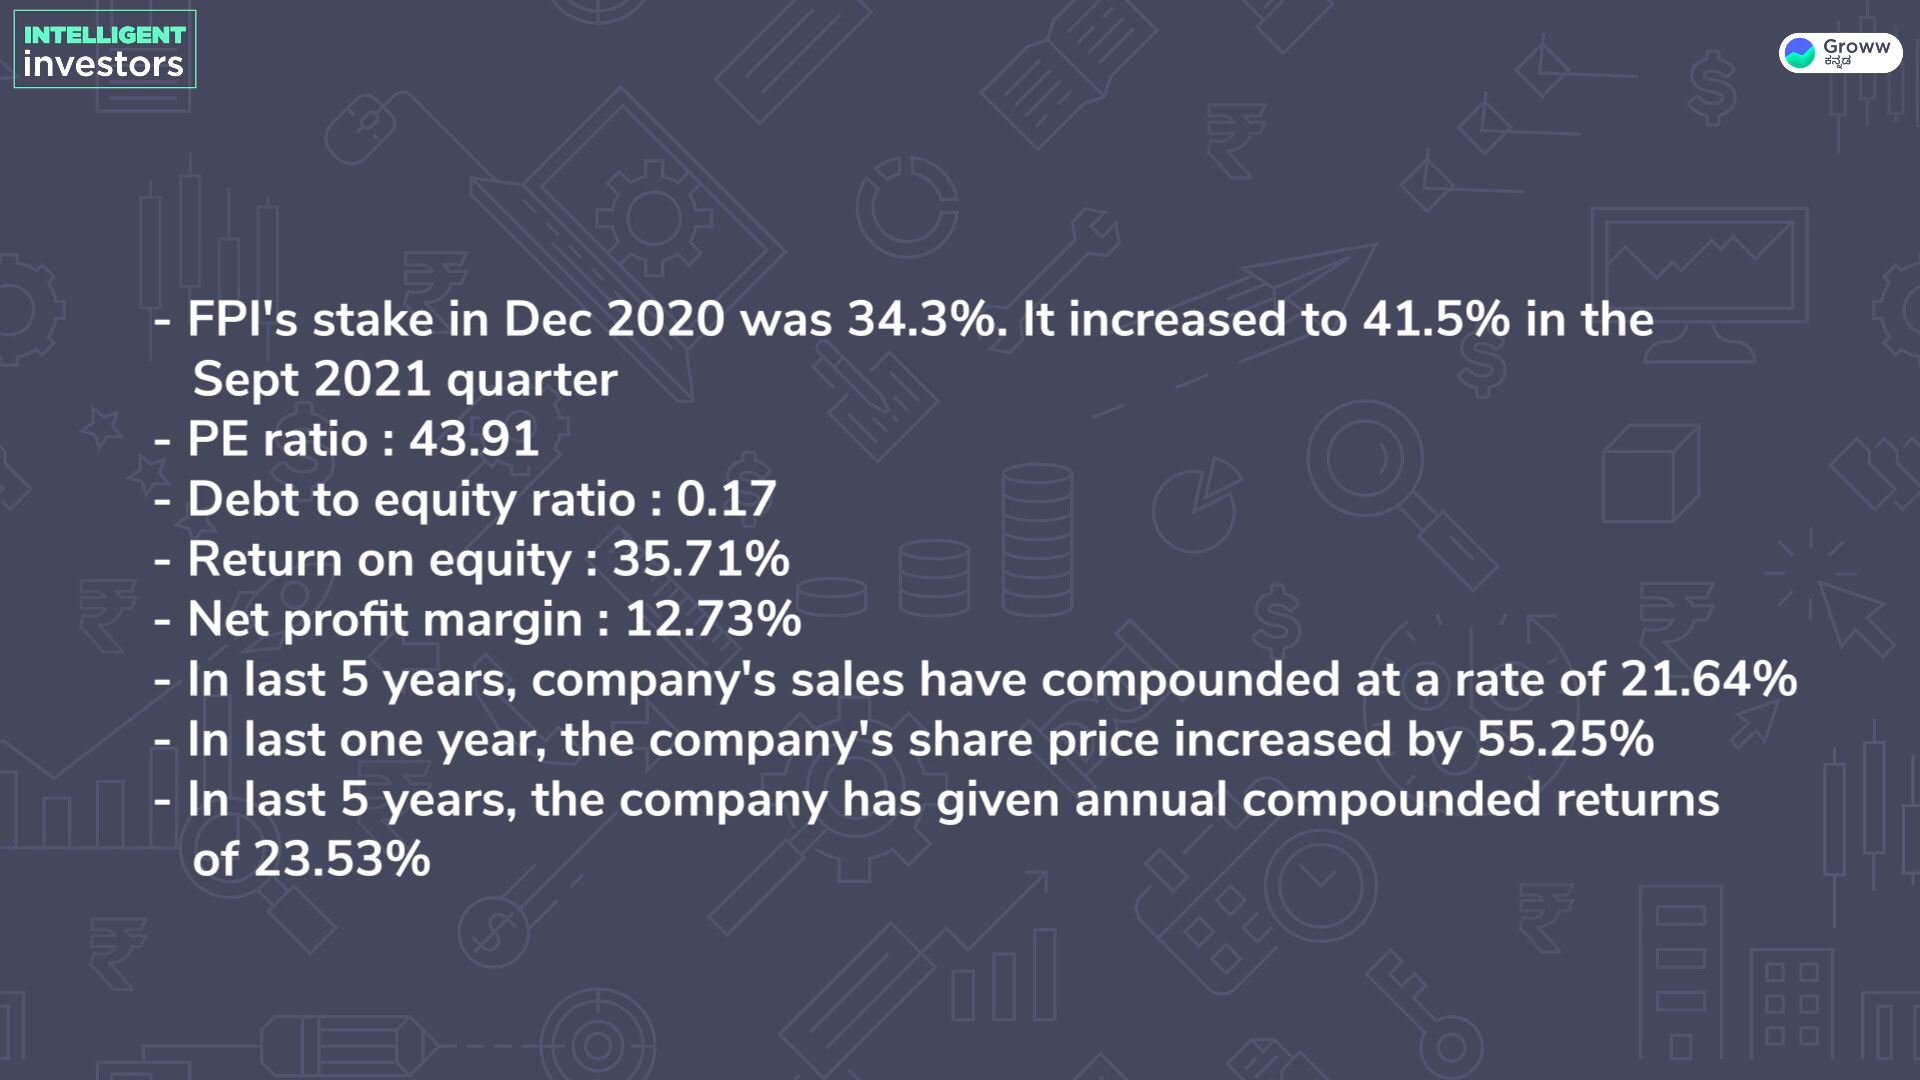 INTELLIGENT
investors
Groww
ಕನ್ನಡ
- FPI's stake in Dec 2020 was 34.3%. It increased to 41.5% in the
Sept 2021 quarter
- PE ratio : 43.91
- Debt to equity ratio : 0.17
- Return on equity : 35.71%
- Net profit margin : 12.73%
- In last 5 years, company's sales have compounded at a rate of 21.64%
- In last one year, the company's share price increased by 55.25%
- In last 5 years, the company has given annual compounded returns
of 23.53%